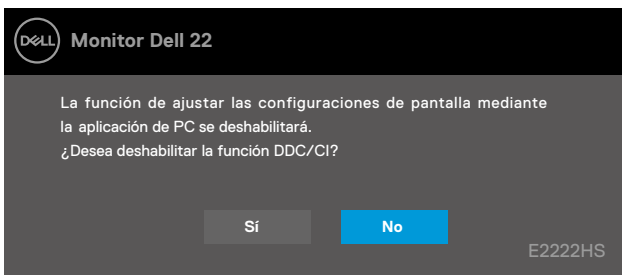 DELL Monitor Dell 22
La función de ajustar las configuraciones de pantalla mediante
la aplicación de PC se deshabilitará.
¿Desea deshabilitar la función DDC/CI?
Sí No
E2222HS